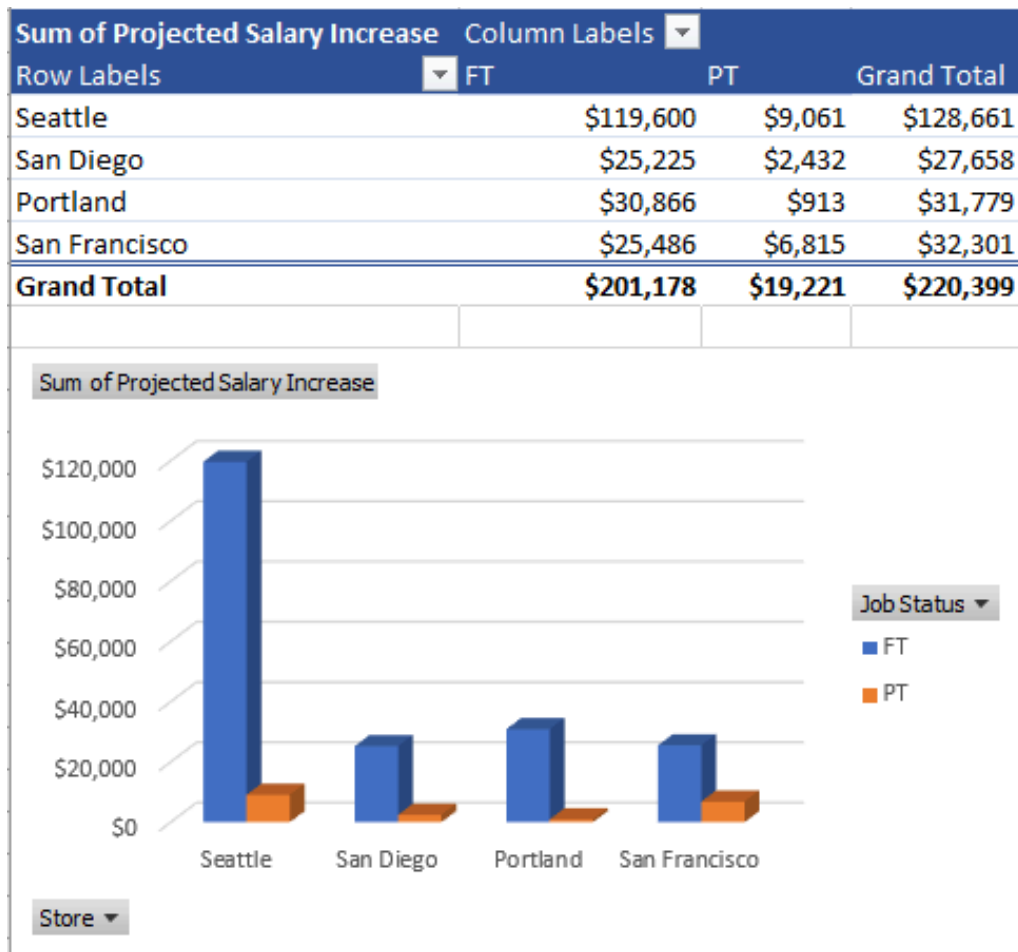 Sum of Projected Salary Increase Column Labels
Row Labels FT PT Grand Total
Seattle $119,600 $9,061 $128,661
San Diego $25,225 $2,432 $27,658
Portland $30,866 $913 $31,779
San Francisco $25,486 $6,815 $32,301
Grand Total $201,178 $19,221 $220,399
Sum of Projected Salary Increase
$120,000
$100,000
$80,000
$60,000
$40,000
$20,000
$0
Seattle San Diego Portland San Francisco
Job Status
FT
PT
Store